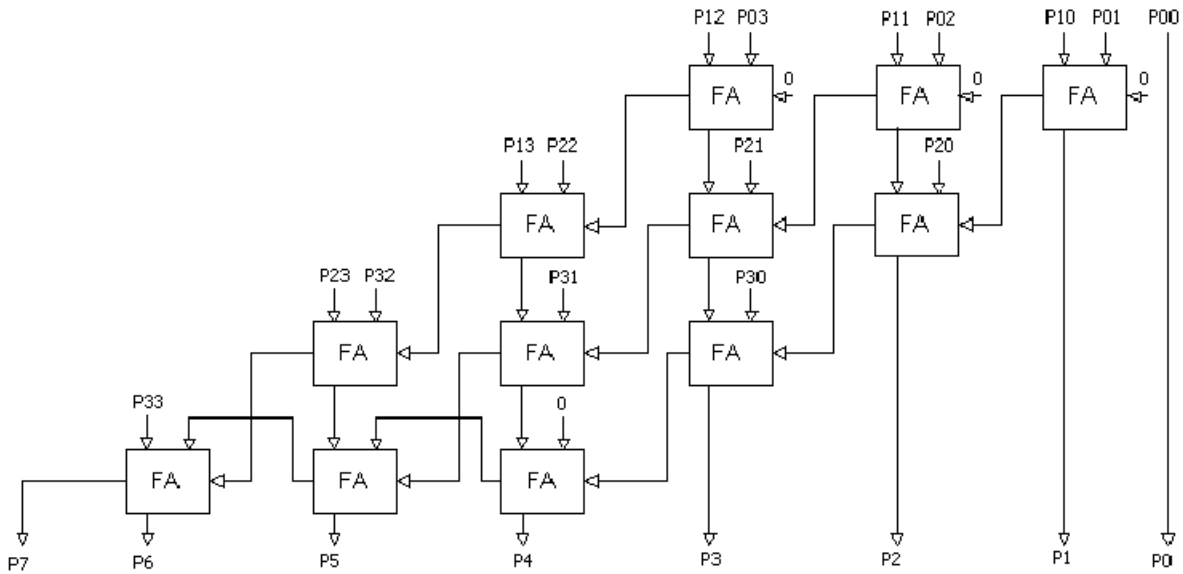 P12 P03 P11 P02 P10 P01 P00
FA 0 FA 0 FA 0
P13 P22 P21 P20
FA FA FA
P23 P32 P31 P30
FA FA FA
P33 0
FA FA FA
P7 P6 P5 P4 P3 P2 P1 P0